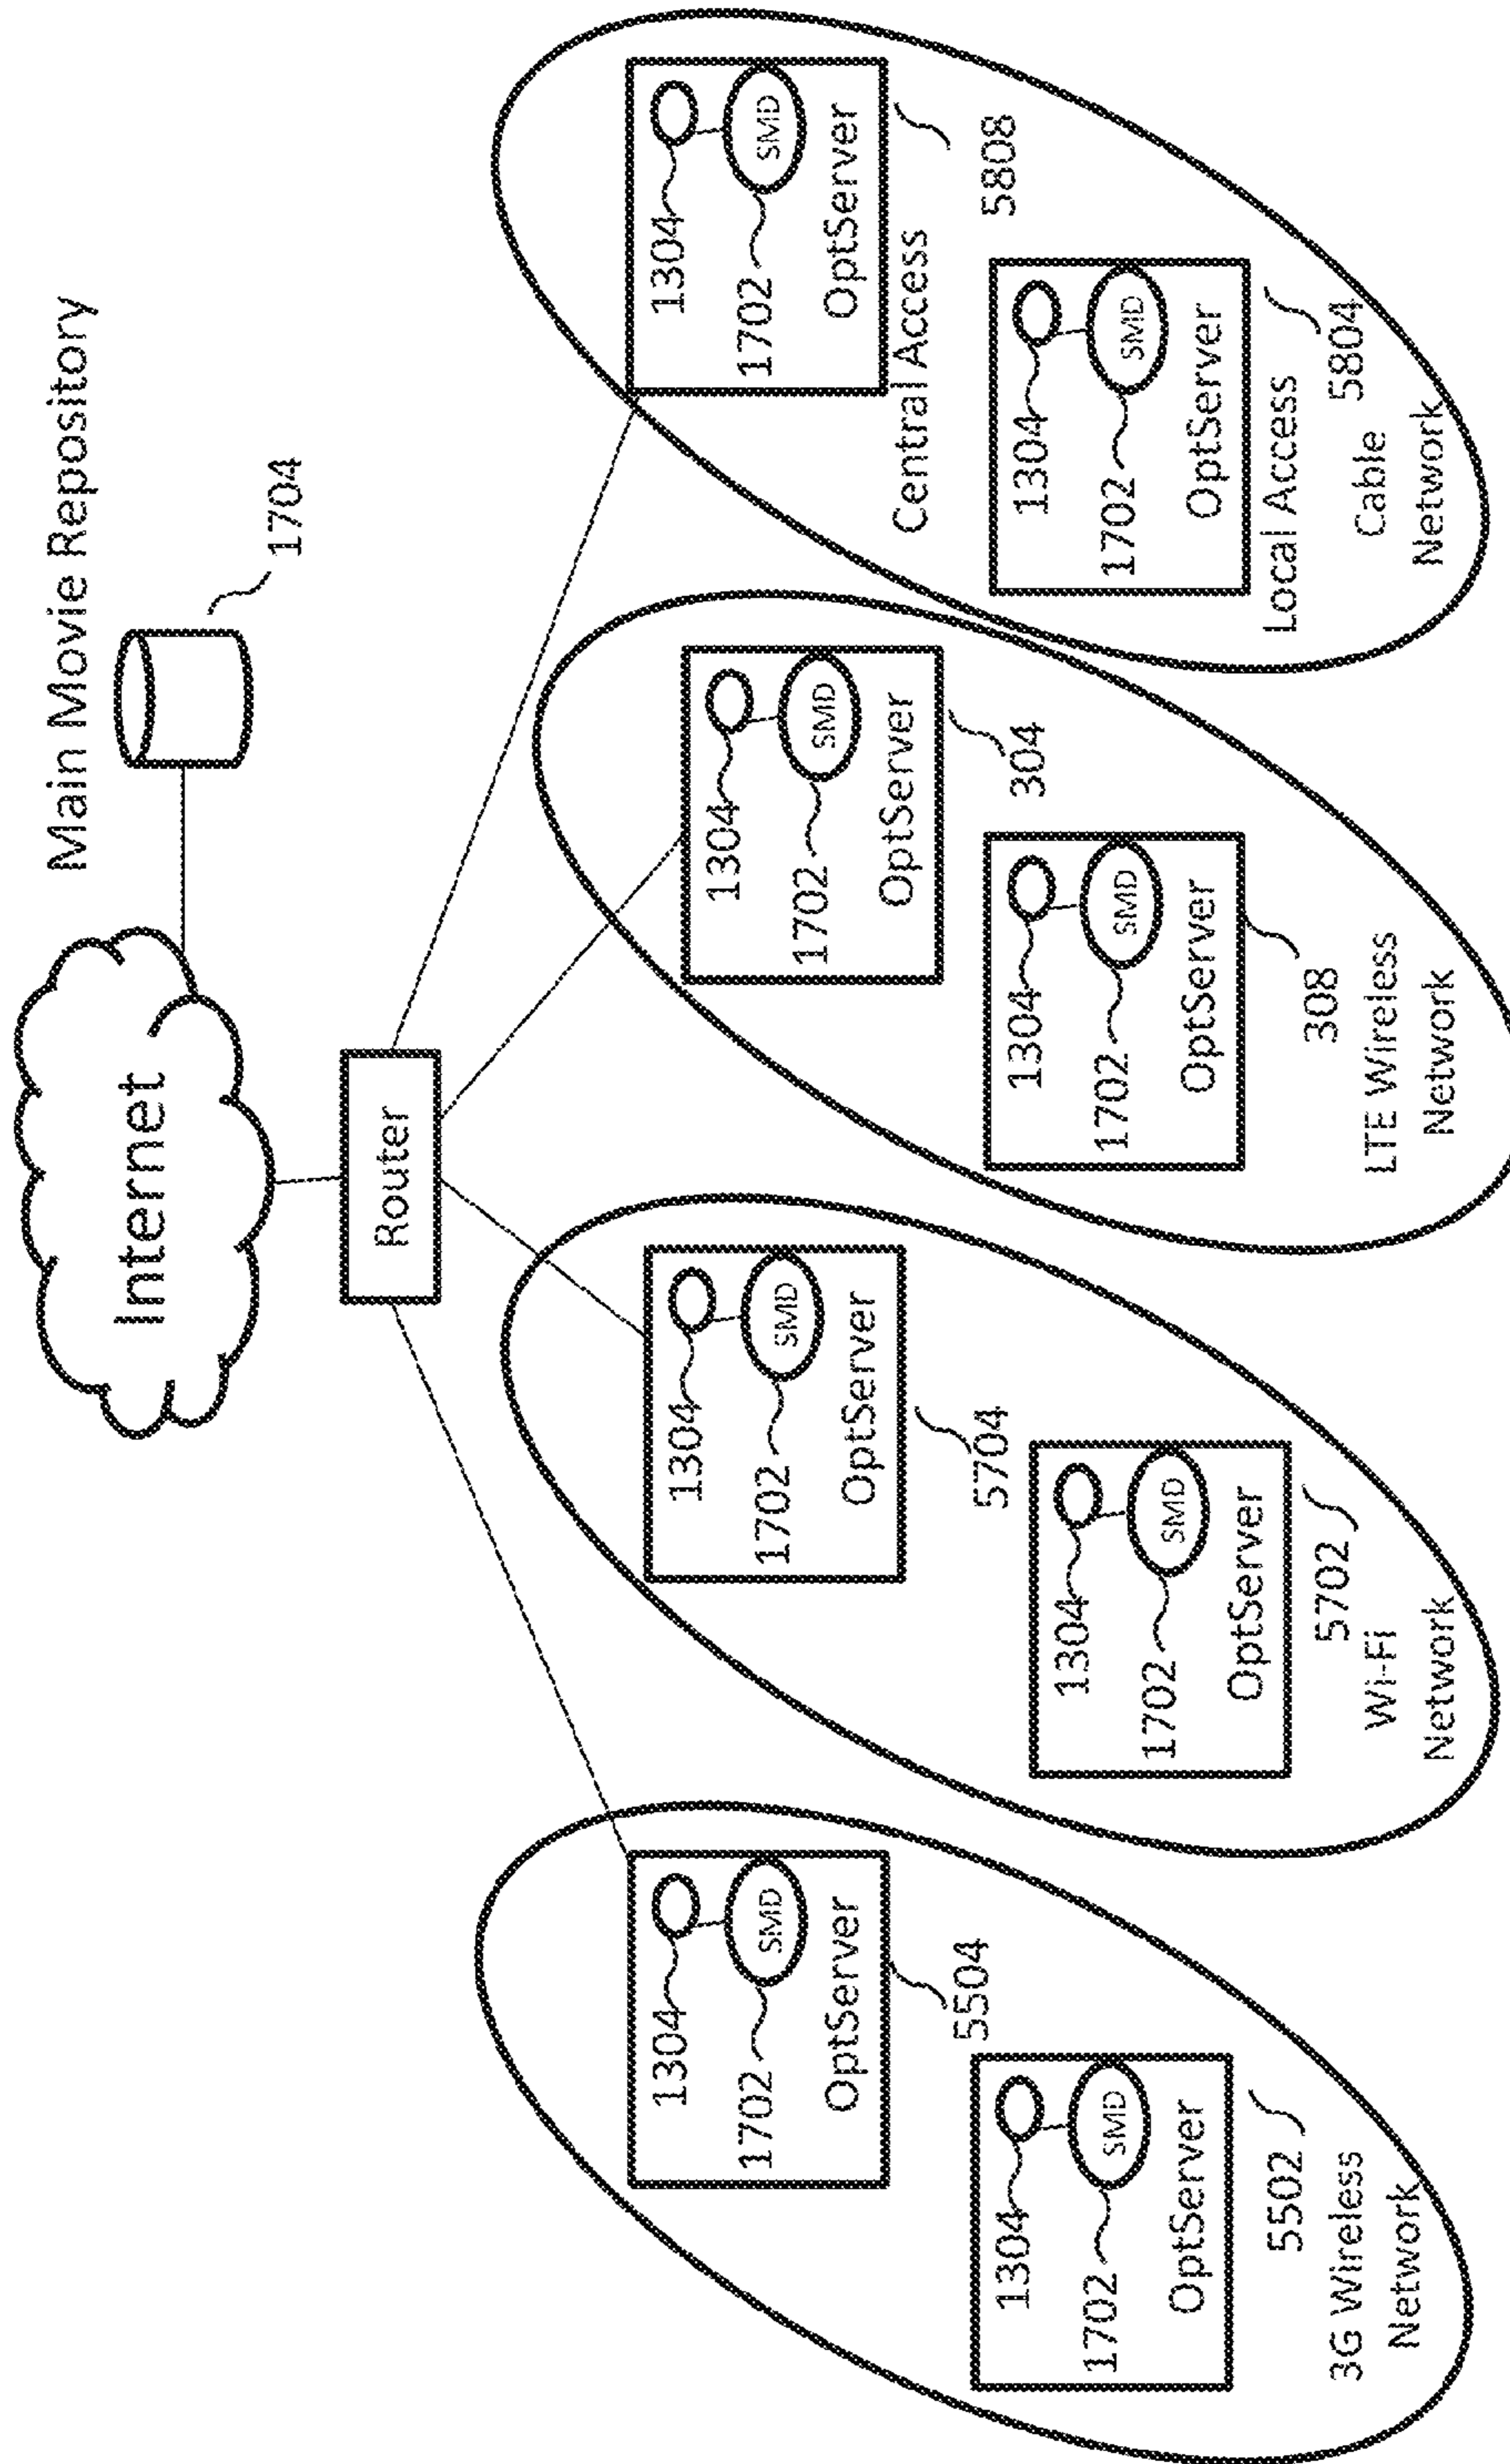 Main Movie Repository
1704
Internet
Router
1304
1702
SMD
OptServer
5504
1304
1702
SMD
OptServer
5502
3G Wireless
Network
1304
1702
SMD
OptServer
5704
1304
1702
SMD
OptServer
5702
Wi-Fi
Network
1304
1702
SMD
OptServer
304
1304
1702
SMD
OptServer
308
LTE Wireless
Network
1304
1702
SMD
OptServer
5808
Central Access
1304
1702
SMD
OptServer
Local Access
5804
Cable
Network